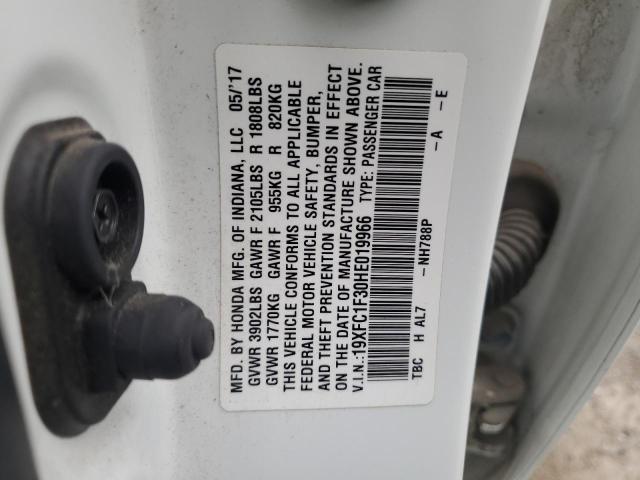 MFD. BY HONDA MFG. OF INDIANA, LLC 05/'17
GVWR 3902LBS GAWR F 2105LBS R 1808LBS
GVWR 1770KG GAWR F 955KG R 820KG
THIS VEHICLE CONFORMS TO ALL APPLICABLE
FEDERAL MOTOR VEHICLE SAFETY, BUMPER,
AND THEFT PREVENTION STANDARDS IN EFFECT
ON THE DATE OF MANUFACTURE SHOWN ABOVE.
V.I.N.:19XFC1F30HE019966 TYPE: PASSENGER CAR
TBC H AL7 -NH788P -A -E